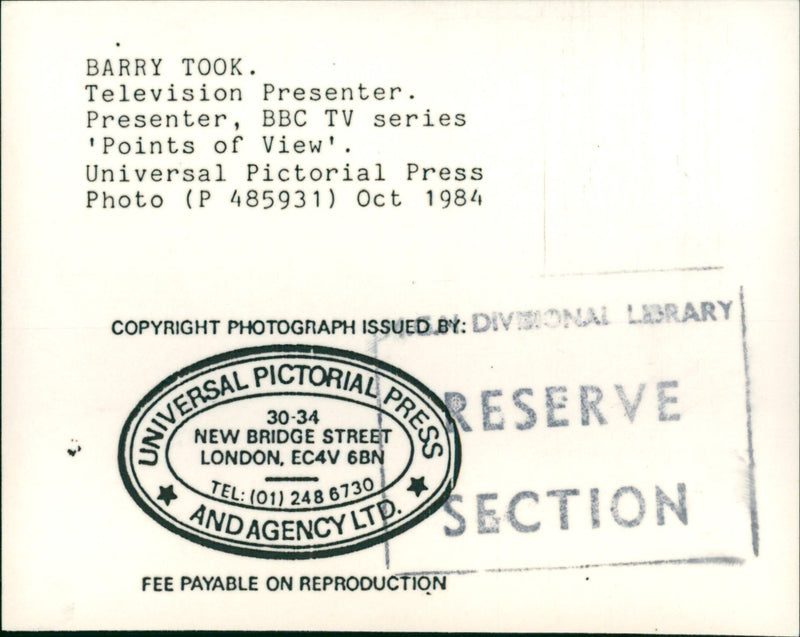 BARRY TOOK.
Television Presenter.
Presenter, BBC TV series
'Points of View'.
Universal Pictorial Press
Photo (P 485931) Oct 1984
COPYRIGHT PHOTOGRAPH ISSUED BY:
UNIVERSAL PICTORIAL PRESS
30-34
NEW BRIDGE STREET
LONDON, EC4V 6BN
TEL: (01) 248 6730
AND AGENCY LTD.
FEE PAYABLE ON REPRODUCTION
DIVISIONAL LIBRARY
RESERVE
SECTION